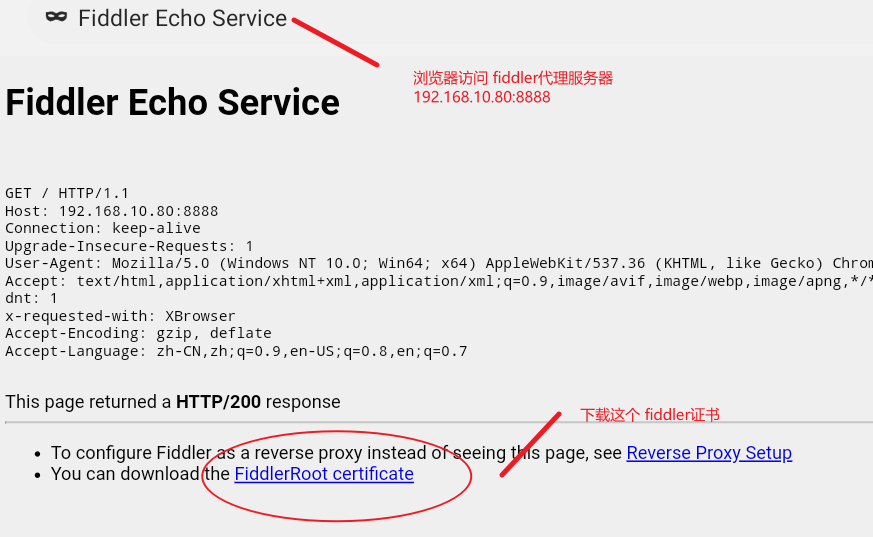 Fiddler Echo Service
浏览器访问 fiddler代理服务器
192.168.10.80:8888
Fiddler Echo Service
GET / HTTP/1.1
Host: 192.168.10.80:8888
Connection: keep-alive
Upgrade-Insecure-Requests: 1
User-Agent: Mozilla/5.0 (Windows NT 10.0; Win64; x64) AppleWebKit/537.36 (KHTML, like Gecko) Chrom
Accept: text/html,application/xhtml+xml,application/xml;q=0.9,image/avif,image/webp,image/apng,*/*
dnt: 1
x-requested-with: XBrowser
Accept-Encoding: gzip, deflate
Accept-Language: zh-CN,zh;q=0.9,en-US;q=0.8,en;q=0.7
This page returned a HTTP/200 response
下载这个 fiddler证书
To configure Fiddler as a reverse proxy instead of seeing this page, see Reverse Proxy Setup
You can download the FiddlerRoot certificate